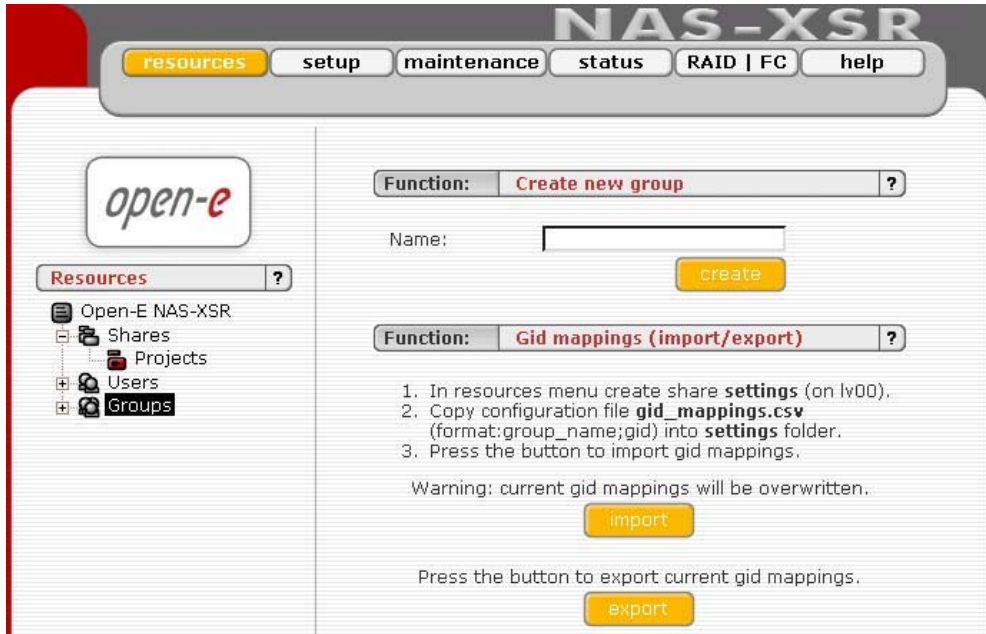 NAS-XSR
resources setup maintenance status RAID | FC help
open-e
Resources ?
Open-E NAS-XSR
Shares
Projects
Users
Groups
Function: Create new group ?
Name:
create
Function: Gid mappings (import/export) ?
1. In resources menu create share settings (on lv00).
2. Copy configuration file gid_mappings.csv
(format:group_name;gid) into settings folder.
3. Press the button to import gid mappings.
Warning: current gid mappings will be overwritten.
import
Press the button to export current gid mappings.
export